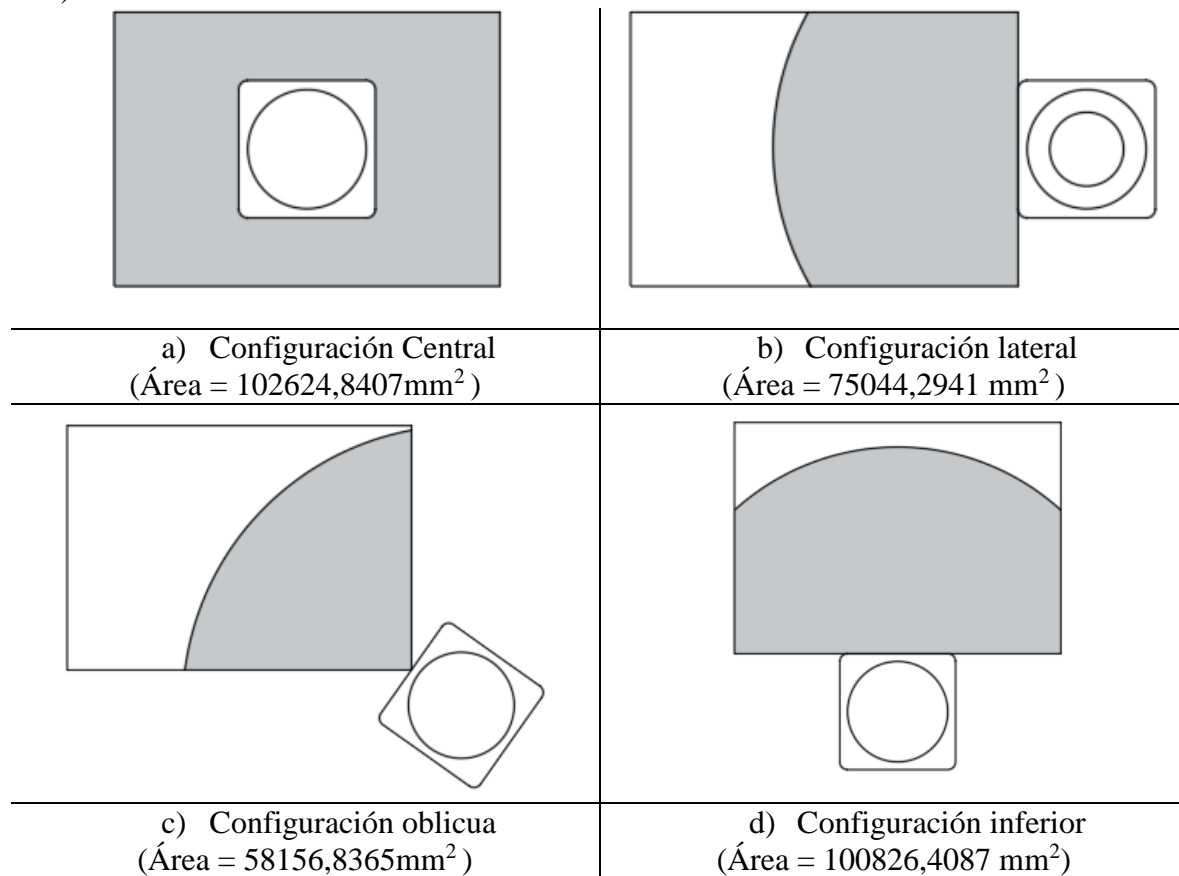 a) Configuración Central
(Área = 102624,8407mm²)
b) Configuración lateral
(Área = 75044,2941 mm²)
c) Configuración oblicua
(Área = 58156,8365mm²)
d) Configuración inferior
(Área = 100826,4087 mm²)